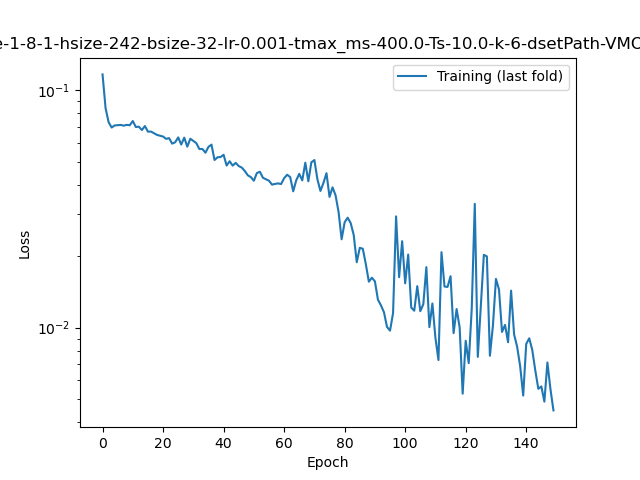 e-1-8-1-hsize-242-bsize-32-lr-0.001-tmax_ms-400.0-Ts-10.0-k-6-dsetPath-VMC
Training (last fold)
10⁻¹
10⁻²
Loss
0 20 40 60 80 100 120 140
Epoch